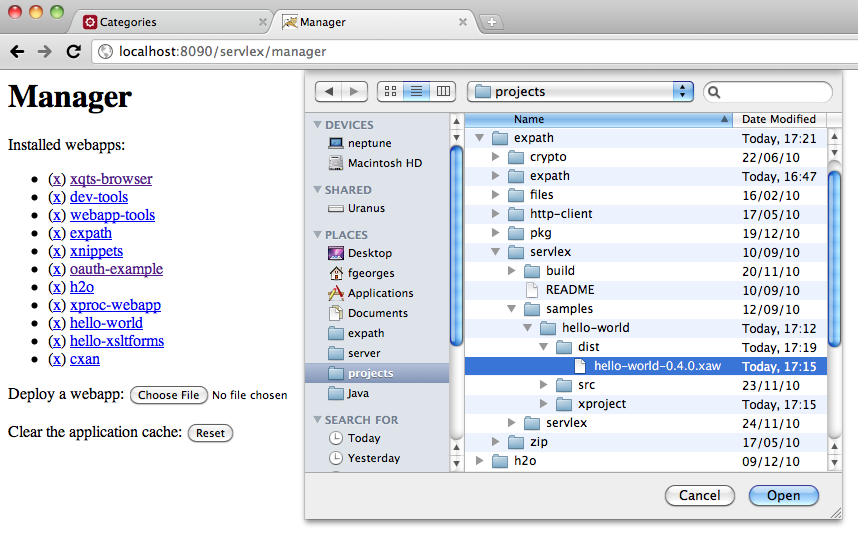 Categories
Manager
localhost:8090/servlex/manager
Manager
Installed webapps:
(x) xqts-browser
(x) dev-tools
(x) webapp-tools
(x) expath
(x) xnippets
(x) oauth-example
(x) h2o
(x) xproc-webapp
(x) hello-world
(x) hello-xsltforms
(x) cxan
Deploy a webapp: Choose File No file chosen
Clear the application cache: Reset
projects
DEVICES
neptune
Macintosh HD
SHARED
Uranus
PLACES
Desktop
fgeorges
Applications
Documents
expath
server
projects
Java
SEARCH FOR
Today
Yesterday
Name Date Modified
expath Today, 17:21
crypto 22/06/10
expath Today, 16:47
files 16/02/10
http-client 17/05/10
pkg 19/12/10
servlex 10/09/10
build 20/11/10
README 10/09/10
samples 12/09/10
hello-world Today, 17:12
dist Today, 17:19
hello-world-0.4.0.xaw Today, 17:15
src 23/11/10
xproject Today, 17:15
servlex 24/11/10
zip 17/05/10
h2o 09/12/10
Cancel Open